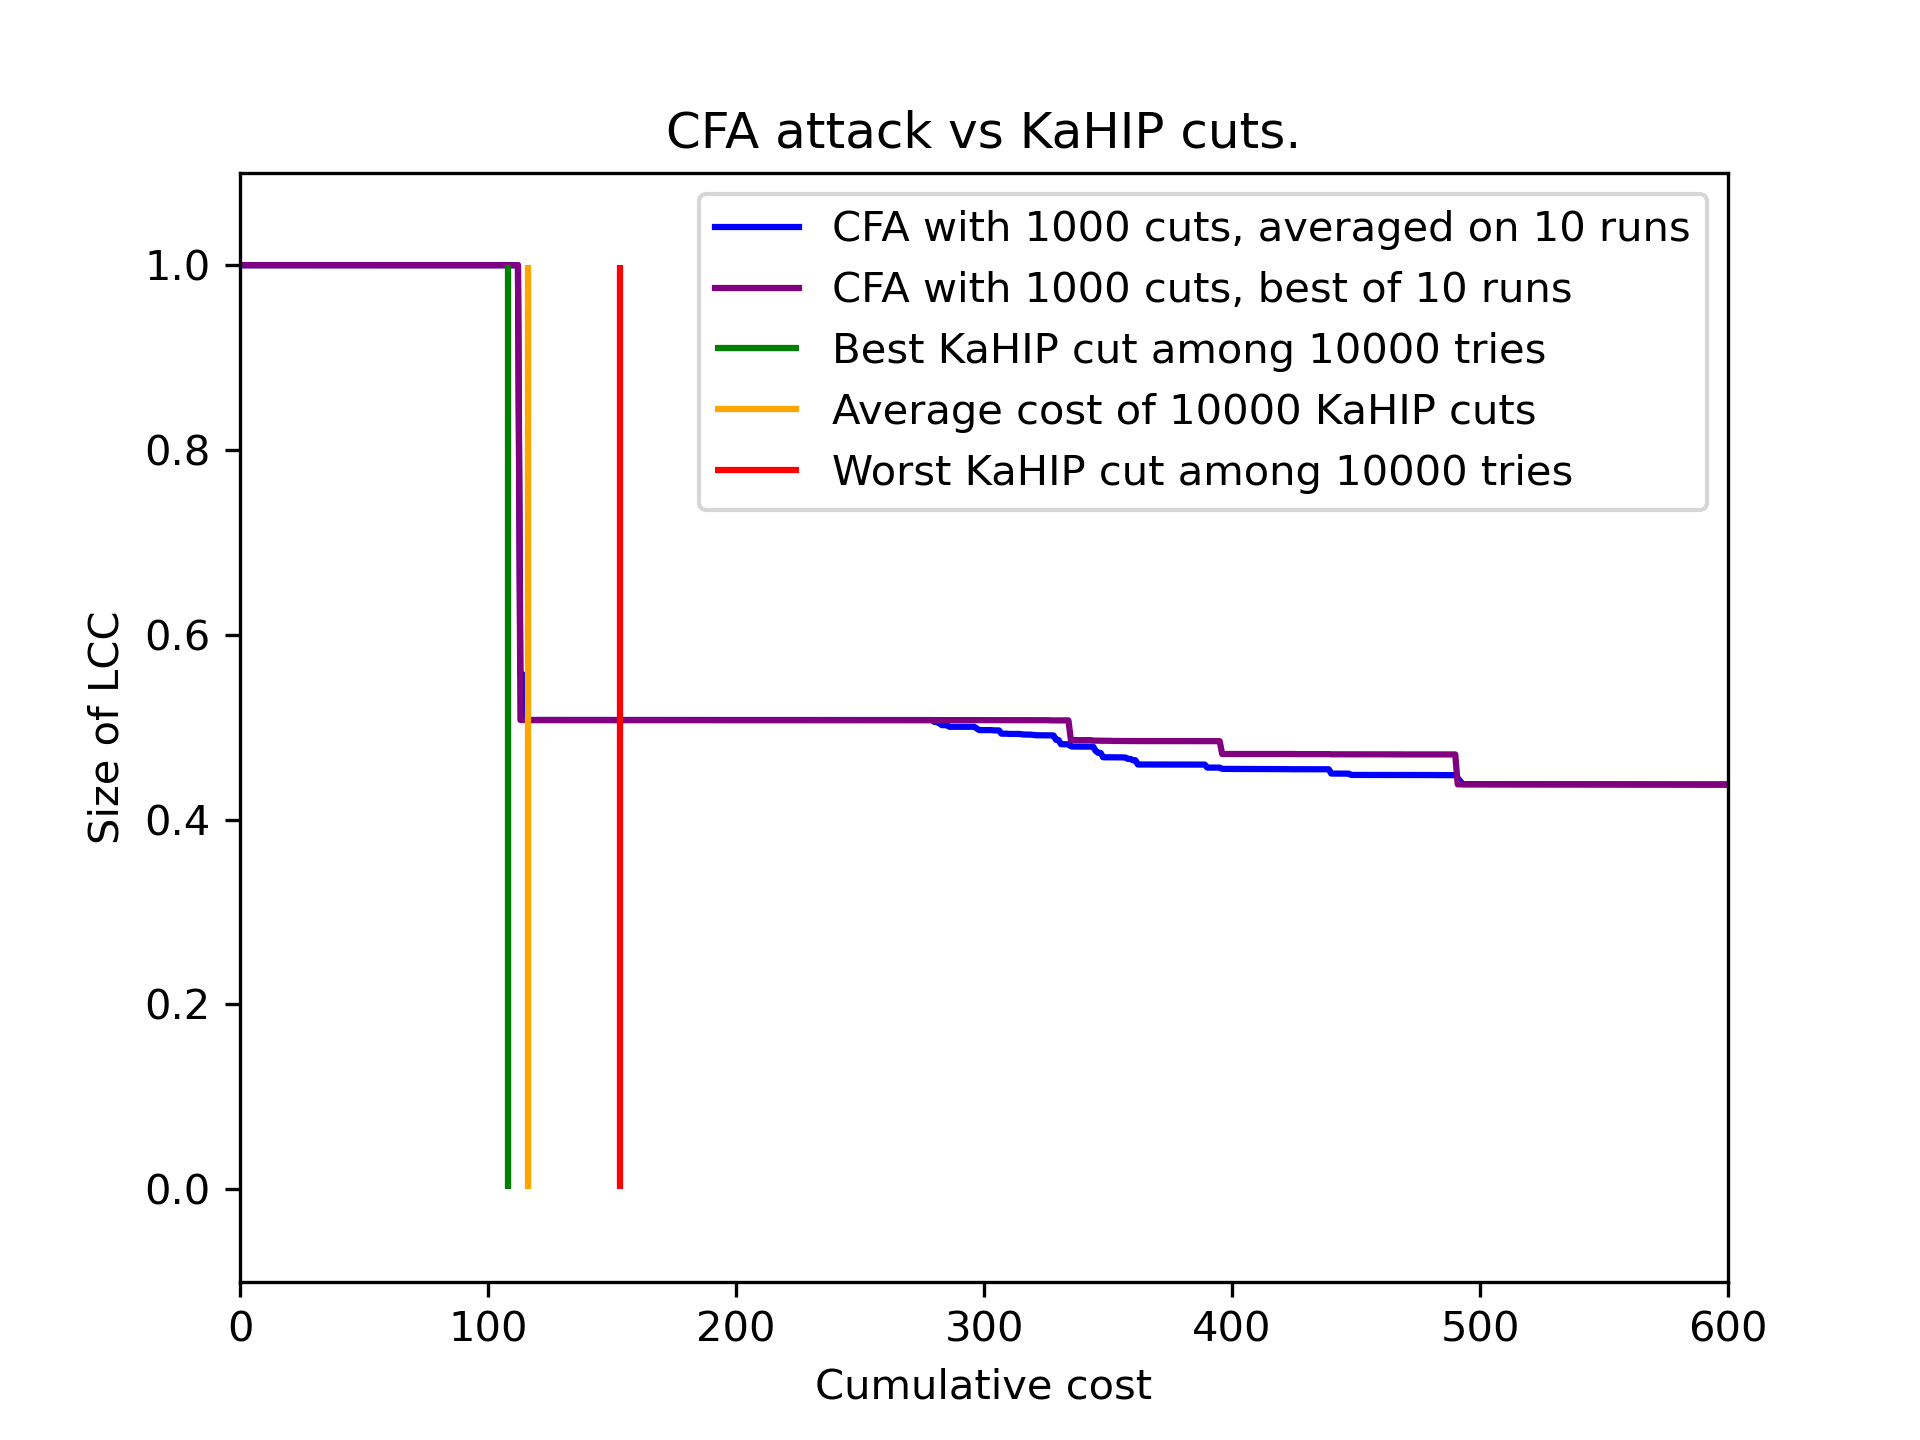 CFA attack vs KaHIP cuts.
CFA with 1000 cuts, averaged on 10 runs
CFA with 1000 cuts, best of 10 runs
Best KaHIP cut among 10000 tries
Average cost of 10000 KaHIP cuts
Worst KaHIP cut among 10000 tries
1.0
0.8
0.6
0.4
0.2
0.0
Size of LCC
0 100 200 300 400 500 600
Cumulative cost